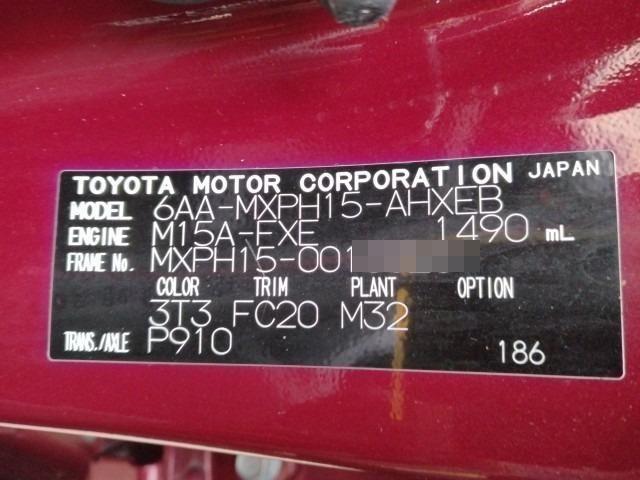 TOYOTA MOTOR CORPORATION JAPAN
MODEL 6AA-MXPH15-AHXEB
ENGINE M15A-FXE 1490 mL
FRAME No. MXPH15-001
COLOR TRIM PLANT OPTION
3T3 FC20 M32
TRANS./AXLE P910 186